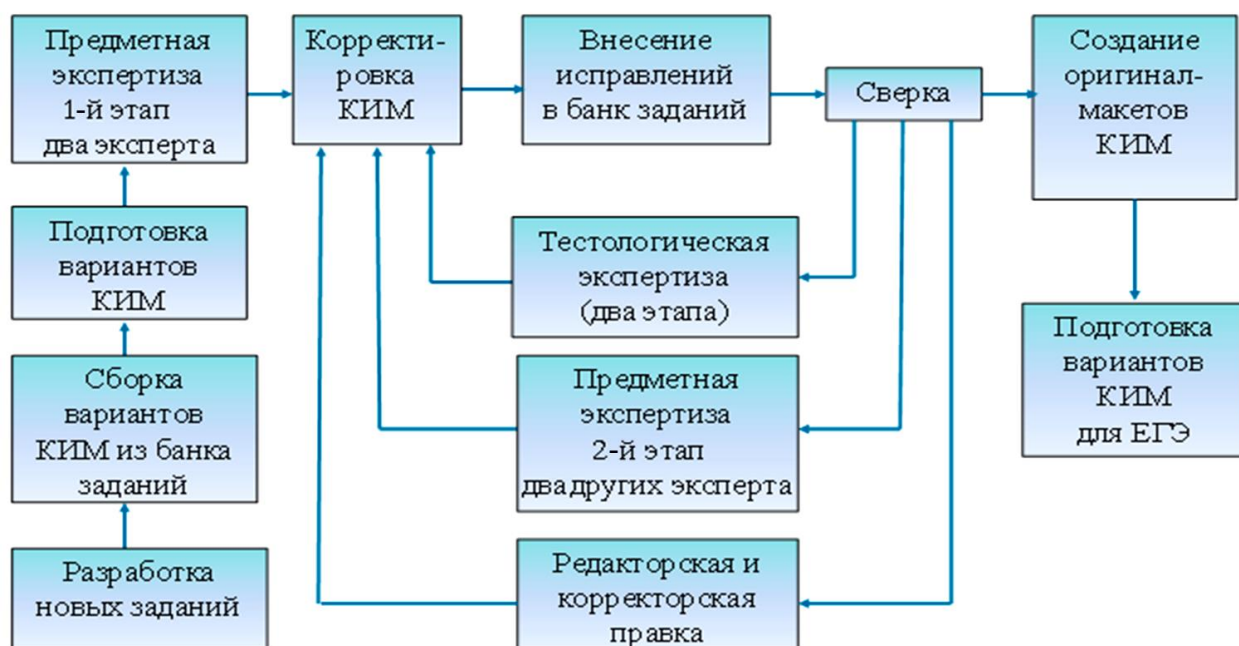 Предметная
экспертиза
1-й этап
два эксперта
Корректи-
ровка
КИМ
Внесение
исправлений
в банк заданий
Сверка
Создание
оригинал-
макетов
КИМ
Подготовка
вариантов
КИМ
Тестологическая
экспертиза
(два этапа)
Подготовка
вариантов
КИМ
для ЕГЭ
Сборка
вариантов
КИМ из банка
заданий
Предметная
экспертиза
2-й этап
два других эксперта
Разработка
новых заданий
Редакторская и
корректорская
правка